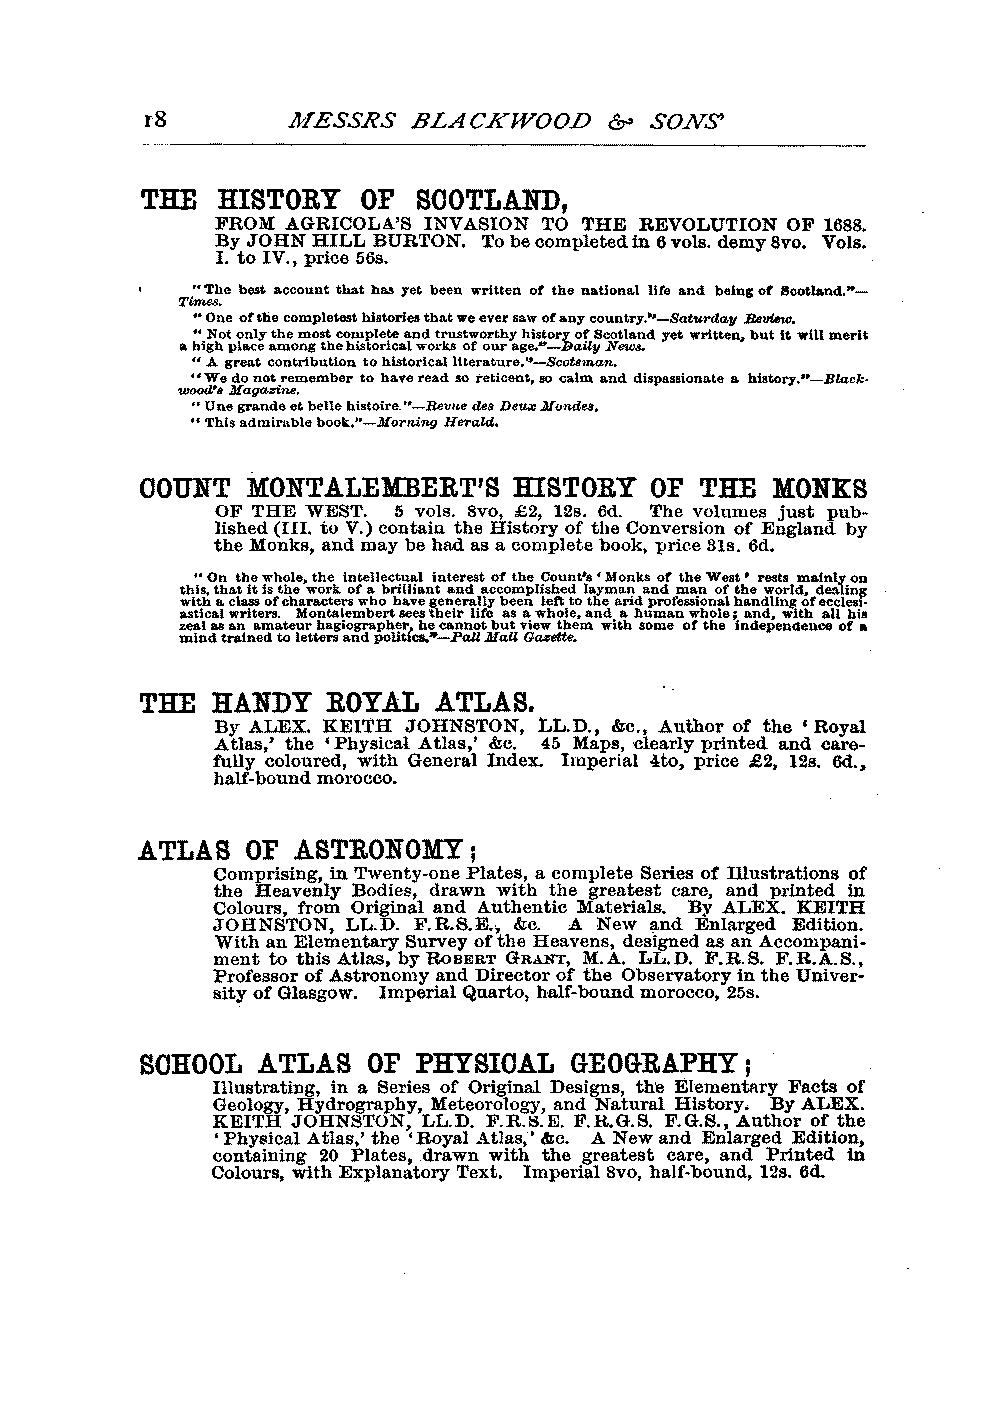 18 MESSRS BLACKWOOD & SONS'
THE HISTORY OF SCOTLAND,
FROM AGRICOLA'S INVASION TO THE REVOLUTION OF 1688.
By JOHN HILL BURTON. To be completed in 6 vols. demy 8vo. Vols.
I. to IV., price 56s.
"The best account that has yet been written of the national life and being of Scotland."—
Times.
"One of the completest histories that we ever saw of any country."—Saturday Review.
"Not only the most complete and trustworthy history of Scotland yet written, but it will merit
a high place among the historical works of our age."—Daily News.
"A great contribution to historical literature."—Scotsman.
"We do not remember to have read so reticent, so calm and dispassionate a history."—Black-
wood's Magazine.
"Une grande et belle histoire."—Revue des Deux Mondes.
"This admirable book."—Morning Herald.
COUNT MONTALEMBERT'S HISTORY OF THE MONKS
OF THE WEST. 5 vols. 8vo, £2, 12s. 6d. The volumes just pub-
lished (III. to V.) contain the History of the Conversion of England by
the Monks, and may be had as a complete book, price 31s. 6d.
"On the whole, the intellectual interest of the Count's 'Monks of the West' rests mainly on
this, that it is the work of a brilliant and accomplished layman and man of the world, dealing
with a class of characters who have generally been left to the arid professional handling of ecclesi-
astical writers. Montalembert sees their life as a whole, and a human whole; and, with all his
zeal as an amateur hagiographer, he cannot but view them with some of the independence of a
mind trained to letters and politics."—Pall Mall Gazette.
THE HANDY ROYAL ATLAS.
By ALEX. KEITH JOHNSTON, LL.D., &c., Author of the 'Royal
Atlas,' the 'Physical Atlas,' &c. 45 Maps, clearly printed and care-
fully coloured, with General Index. Imperial 4to, price £2, 12s. 6d.,
half-bound morocco.
ATLAS OF ASTRONOMY;
Comprising, in Twenty-one Plates, a complete Series of Illustrations of
the Heavenly Bodies, drawn with the greatest care, and printed in
Colours, from Original and Authentic Materials. By ALEX. KEITH
JOHNSTON, LL.D. F.R.S.E., &c. A New and Enlarged Edition.
With an Elementary Survey of the Heavens, designed as an Accompani-
ment to this Atlas, by ROBERT GRANT, M.A. LL.D. F.R.S. F.R.A.S.,
Professor of Astronomy and Director of the Observatory in the Univer-
sity of Glasgow. Imperial Quarto, half-bound morocco, 25s.
SCHOOL ATLAS OF PHYSICAL GEOGRAPHY;
Illustrating, in a Series of Original Designs, the Elementary Facts of
Geology, Hydrography, Meteorology, and Natural History. By ALEX.
KEITH JOHNSTON, LL.D. F.R.S.E. F.R.G.S. F.G.S., Author of the
'Physical Atlas,' the 'Royal Atlas,' &c. A New and Enlarged Edition,
containing 20 Plates, drawn with the greatest care, and Printed in
Colours, with Explanatory Text. Imperial 8vo, half-bound, 12s. 6d.